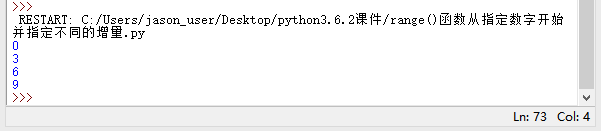 >>>
RESTART: C:/Users/jason_user/Desktop/python3.6.2课件/range()函数从指定数字开始
并指定不同的增量.py
0
3
6
9
>>>
Ln: 73 Col: 4